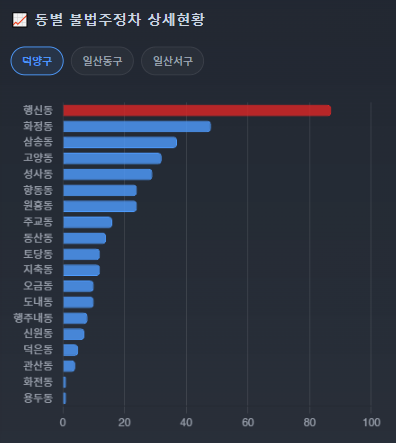 📈 동별 불법주정차 상세현황
덕양구 일산동구 일산서구
행신동
화정동
삼송동
고양동
성사동
향동동
원흥동
주교동
동산동
토당동
지축동
오금동
도내동
행주내동
신원동
덕은동
관산동
화전동
용두동
0 20 40 60 80 100